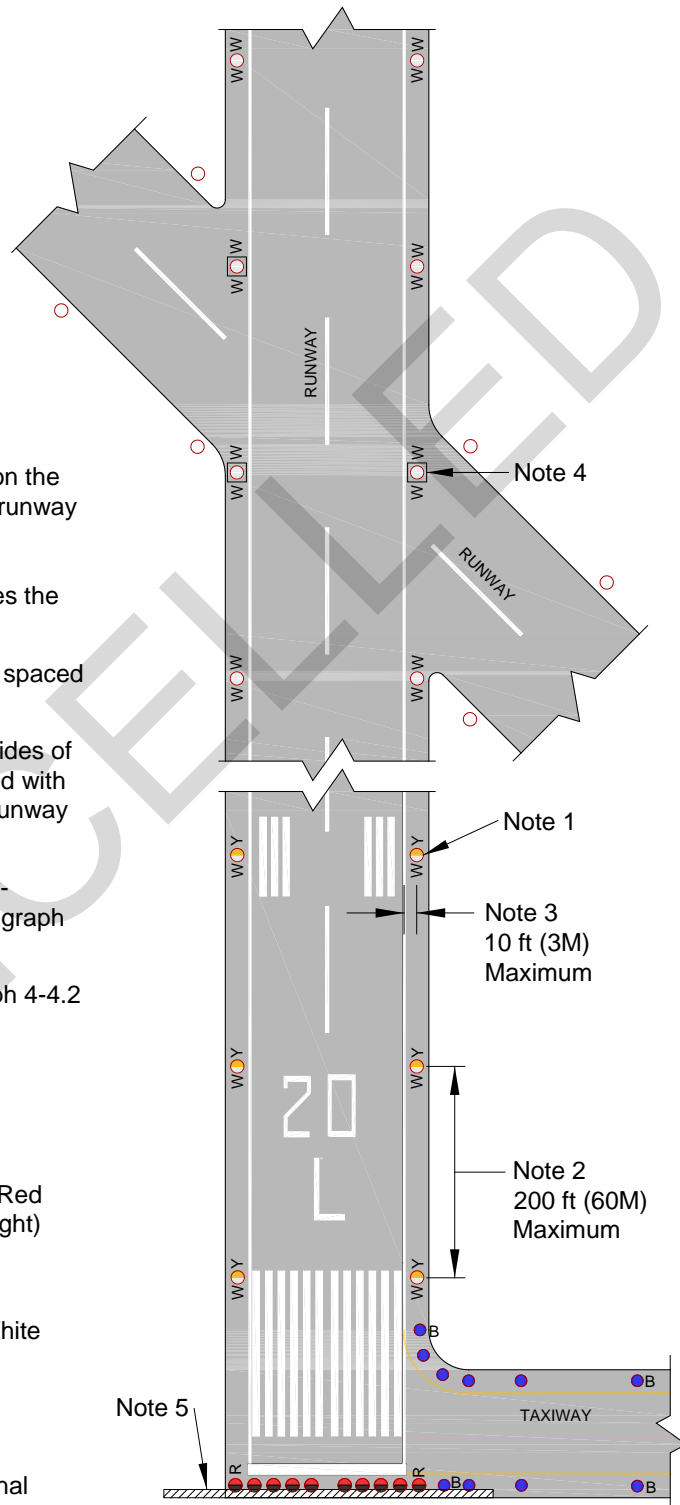 W W
W W
W W
W W
RUNWAY
W W
W W
Note 4
on the
runway
RUNWAY
es the
spaced
W W
W W
ides of
d with
unway
Note 1
W Y
W Y
-
graph
Note 3
10 ft (3M)
Maximum
ph 4-4.2
W Y
W Y
20
L
Note 2
200 ft (60M)
Maximum
Red
ght)
W Y
W Y
hite
B
B
TAXIWAY
Note 5
R
R
B
B
nal
CELLED